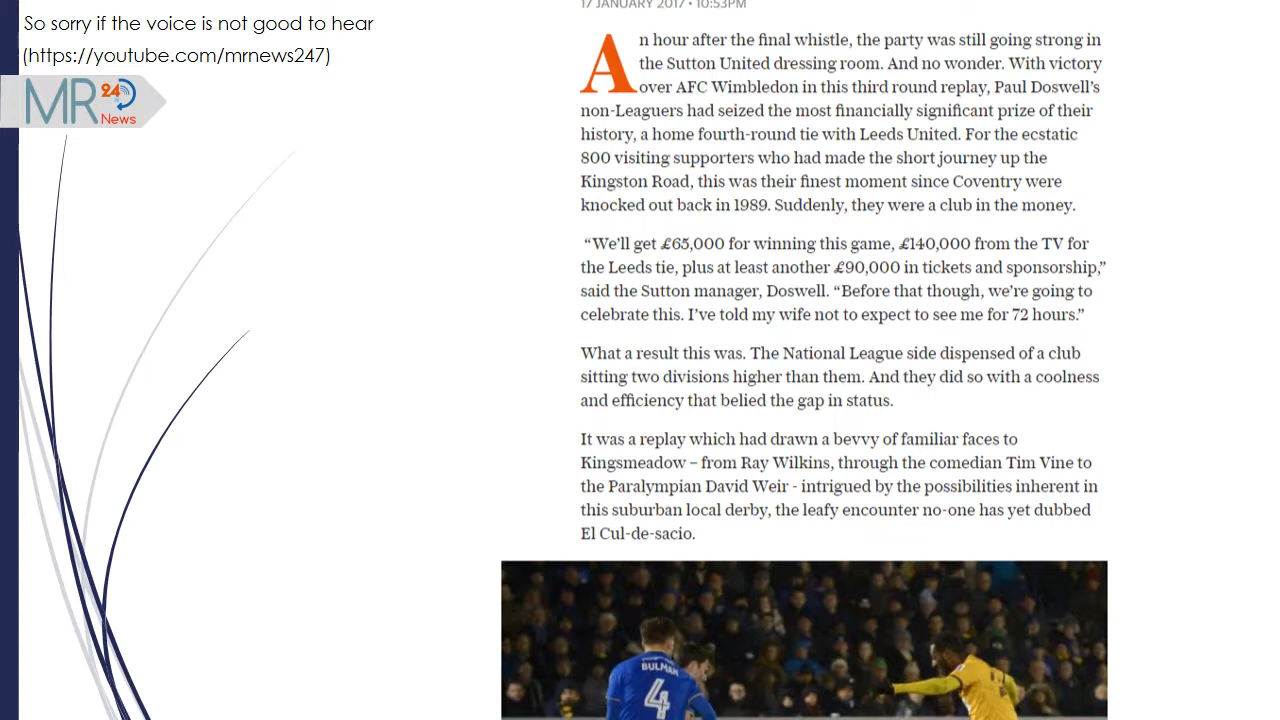 So sorry if the voice is not good to hear
(https://youtube.com/mrnews247)
MR 24
News
17 JANUARY 2017 • 10:53PM
An hour after the final whistle, the party was still going strong in
the Sutton United dressing room. And no wonder. With victory
over AFC Wimbledon in this third round replay, Paul Doswell’s
non-Leaguers had seized the most financially significant prize of their
history, a home fourth-round tie with Leeds United. For the ecstatic
800 visiting supporters who had made the short journey up the
Kingston Road, this was their finest moment since Coventry were
knocked out back in 1989. Suddenly, they were a club in the money.
“We’ll get £65,000 for winning this game, £140,000 from the TV for
the Leeds tie, plus at least another £90,000 in tickets and sponsorship,”
said the Sutton manager, Doswell. “Before that though, we’re going to
celebrate this. I’ve told my wife not to expect to see me for 72 hours.”
What a result this was. The National League side dispensed of a club
sitting two divisions higher than them. And they did so with a coolness
and efficiency that belied the gap in status.
It was a replay which had drawn a bevvy of familiar faces to
Kingsmeadow – from Ray Wilkins, through the comedian Tim Vine to
the Paralympian David Weir - intrigued by the possibilities inherent in
this suburban local derby, the leafy encounter no-one has yet dubbed
El Cul-de-sacio.
BULMAN
4